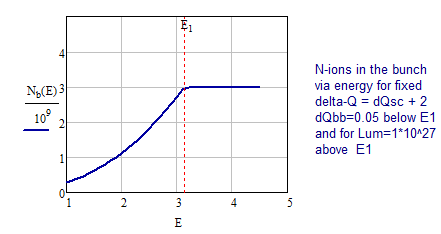 E1
4
Nb(E) 3
10^9
2
1
0
1 2 3 4 5
E
N-ions in the bunch
via energy for fixed
delta-Q = dQsc + 2
dQbb=0.05 below E1
and for Lum=1*10^27
above E1